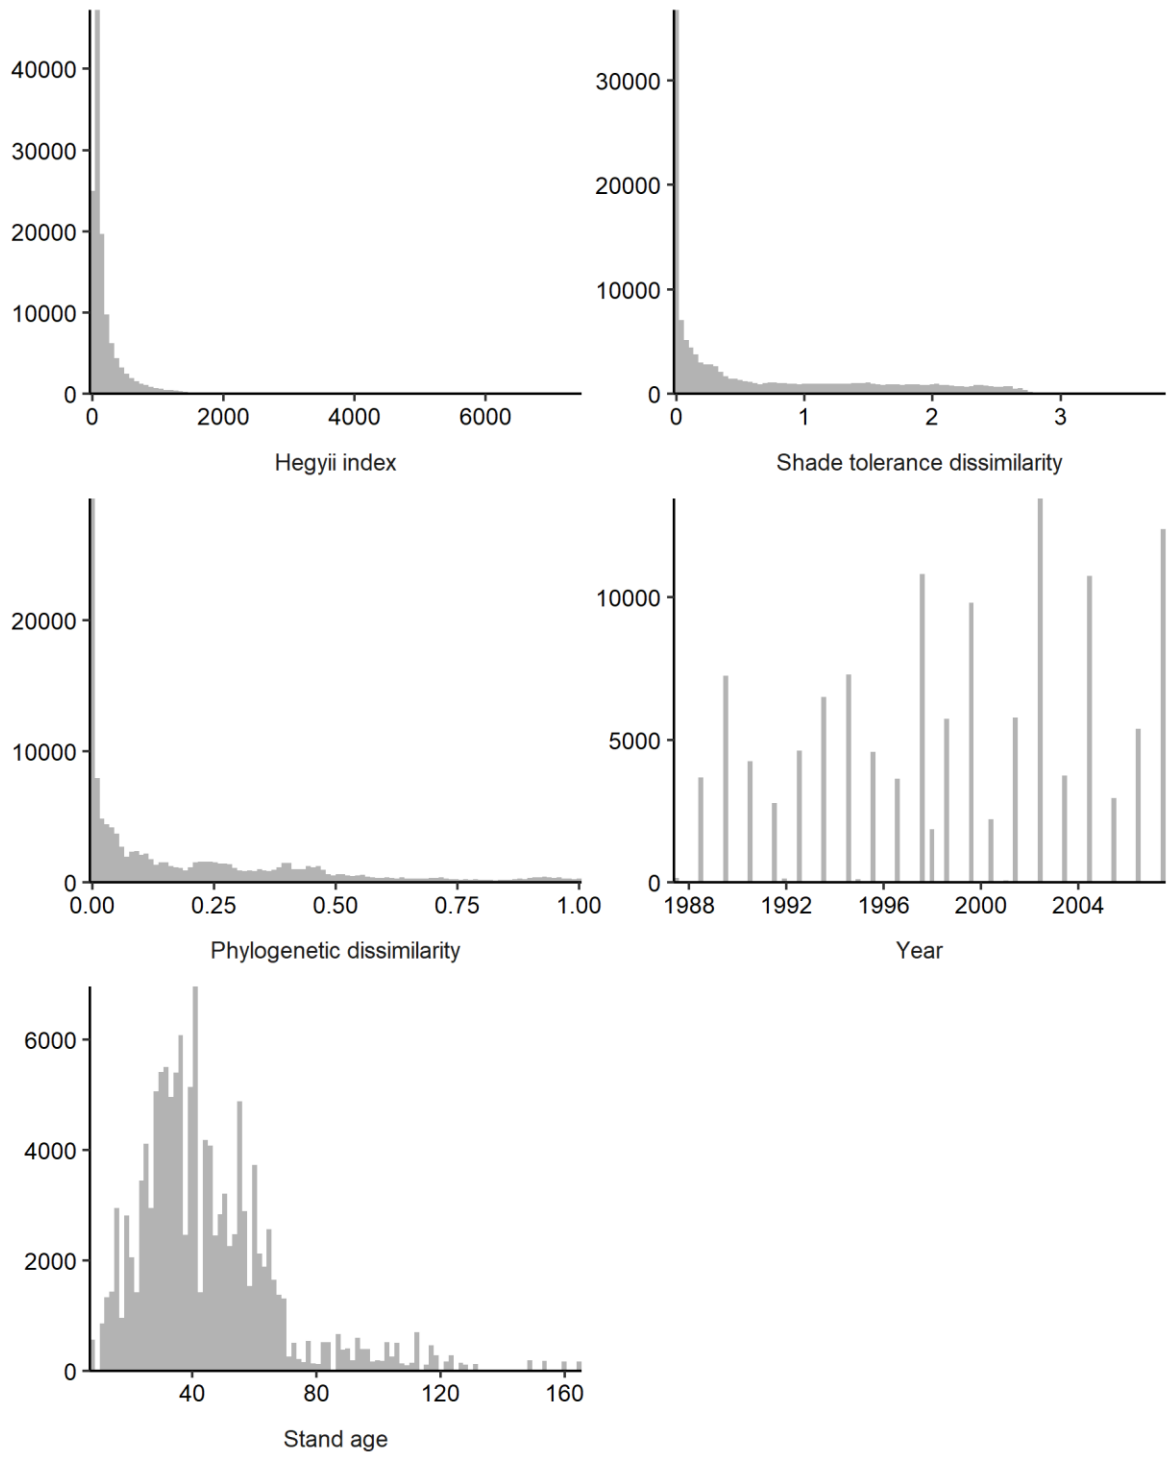 40000
30000
20000
10000
0
0 2000 4000 6000
Hegyii index
30000
20000
10000
0
0 1 2 3
Shade tolerance dissimilarity
20000
10000
0
0.00 0.25 0.50 0.75 1.00
Phylogenetic dissimilarity
10000
5000
0
1988 1992 1996 2000 2004
Year
6000
4000
2000
0
40 80 120 160
Stand age